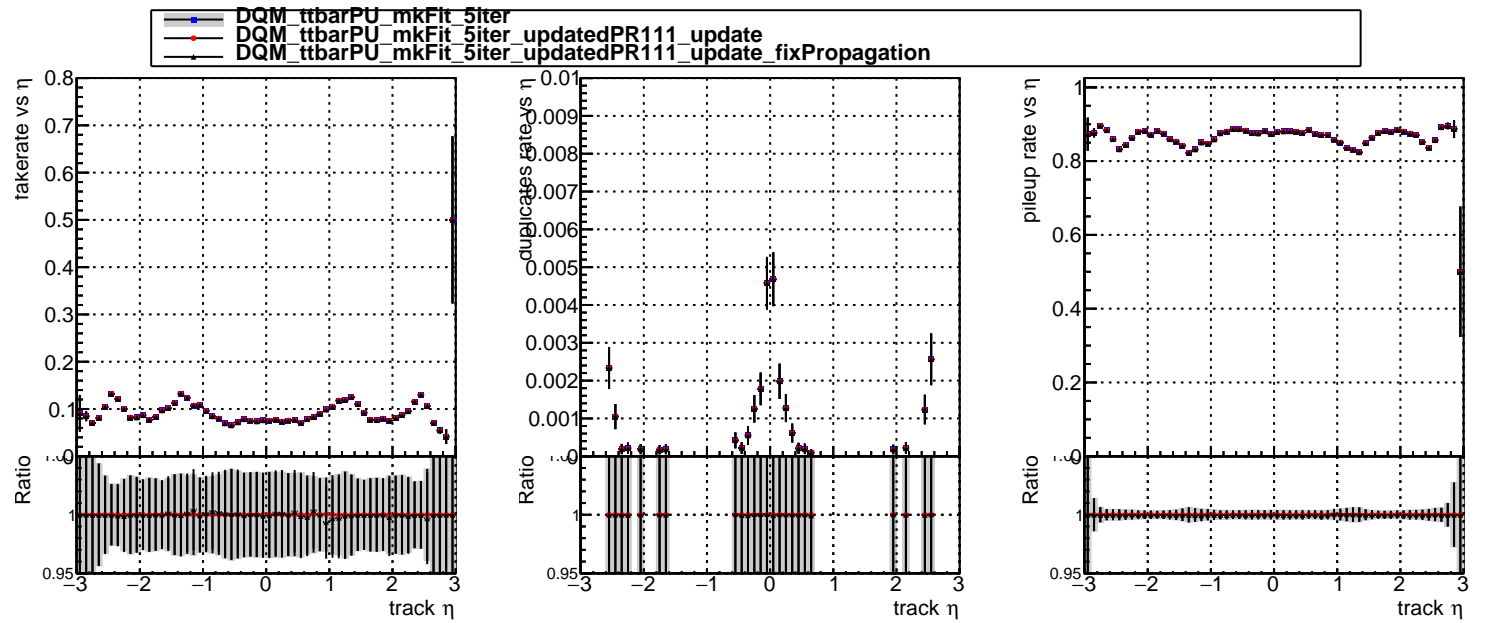 DQM_ttbarPU_mkFit_5iter
DQM_ttbarPU_mkFit_5iter_updatedPR111_update
DQM_ttbarPU_mkFit_5iter_updatedPR111_update_fixPropagation
fakerate vs η
0.8
0.7
0.6
0.5
0.4
0.3
0.2
0.1
0
Ratio
1
0.95
−3 −2 −1 0 1 2 3
track η
duplicates rate vs η
0.01
0.009
0.008
0.007
0.006
0.005
0.004
0.003
0.002
0.001
0
Ratio
1
0.95
−3 −2 −1 0 1 2 3
track η
pileup rate vs η
1
0.8
0.6
0.4
0.2
0
Ratio
1
0.95
−3 −2 −1 0 1 2 3
track η